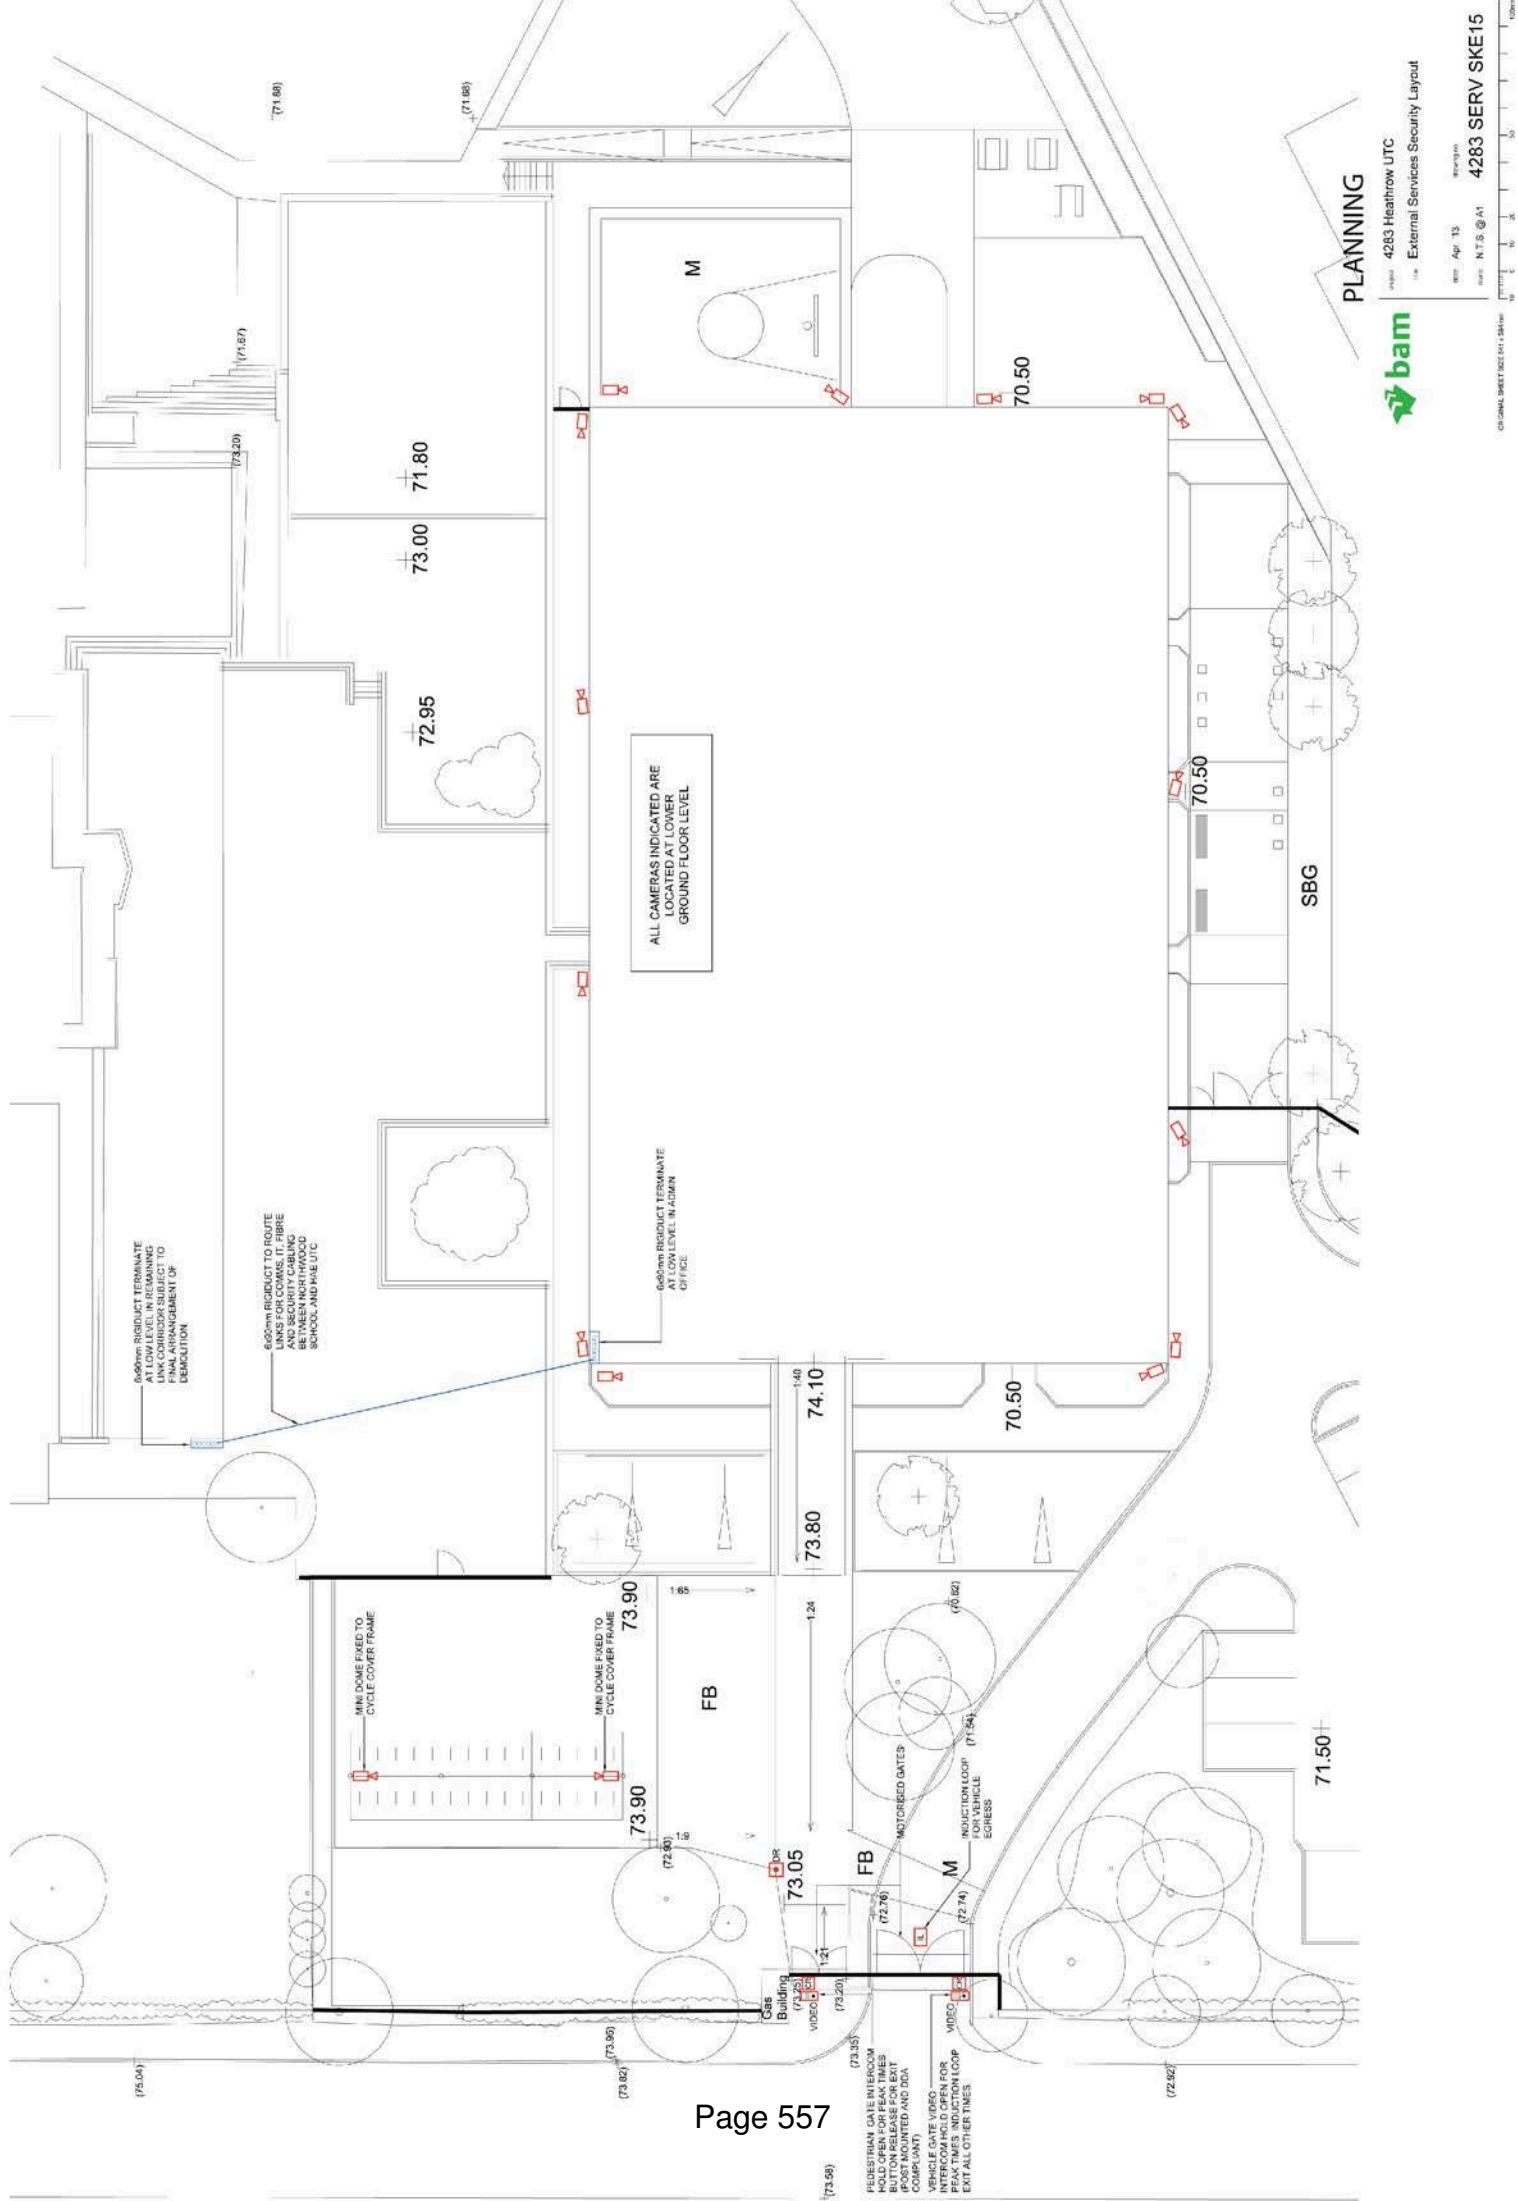 (71.88)
(71.68)
(71.67)
(73.20)
71.80
73.00
72.95
M
70.50
ALL CAMERAS INDICATED ARE
LOCATED AT LOWER
GROUND FLOOR LEVEL
70.50
SBG
6x90mm RIGIDUCT TERMINATE
AT LOW LEVEL IN REMAINING
LINK CORRIDOR SUBJECT TO
FINAL ARRANGEMENT OF
DEMOLITION
6x90mm RIGIDUCT TO ROUTE
LINKS FOR COMMS, IT, FIBRE
AND SECURITY CABLING
BETWEEN NORTHWOOD
SCHOOL AND HAE UTC
6x90mm RIGIDUCT TERMINATE
AT LOW LEVEL IN ADMIN
OFFICE
1:40
74.10
70.50
73.80
73.90
1:65
1:24
(70.82)
MINI DOME FIXED TO
CYCLE COVER FRAME
MINI DOME FIXED TO
CYCLE COVER FRAME
FB
73.90
(72.93)
1:9
DR
73.05
FB
MOTORISED GATES
(71.54)
INDUCTION LOOP
FOR VEHICLE
EGRESS
M
(72.76)
(72.74)
IL
1:21
71.50
Gas
Building
(73.25)
(73.20)
VIDEO
VIDEO
(75.04)
(73.95)
(73.82)
(73.35)
(72.92)
(73.58)
PEDESTRIAN GATE INTERCOM
HOLD OPEN FOR PEAK TIMES
BUTTON RELEASE FOR EXIT
(POST MOUNTED AND DDA
COMPLIANT)
VEHICLE GATE VIDEO
INTERCOM HOLD OPEN FOR
PEAK TIMES. INDUCTION LOOP
EXIT ALL OTHER TIMES.
PLANNING
bam
4283 Heathrow UTC
External Services Security Layout
Apr '13
N.T.S. @ A1
4283 SERV SKE15
Page 557